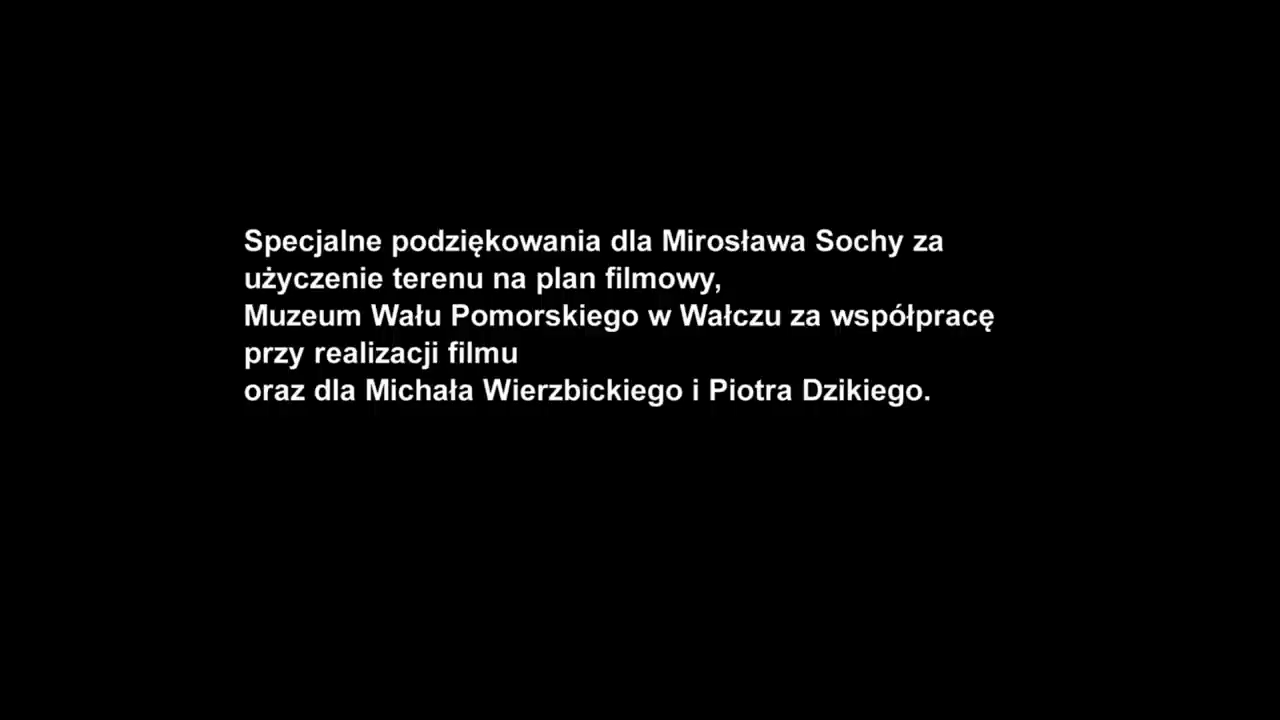 Specjalne podziękowania dla Mirosława Sochy za
użyczenie terenu na plan filmowy,
Muzeum Wału Pomorskiego w Wałczu za współpracę
przy realizacji filmu
oraz dla Michała Wierzbickiego i Piotra Dzikiego.